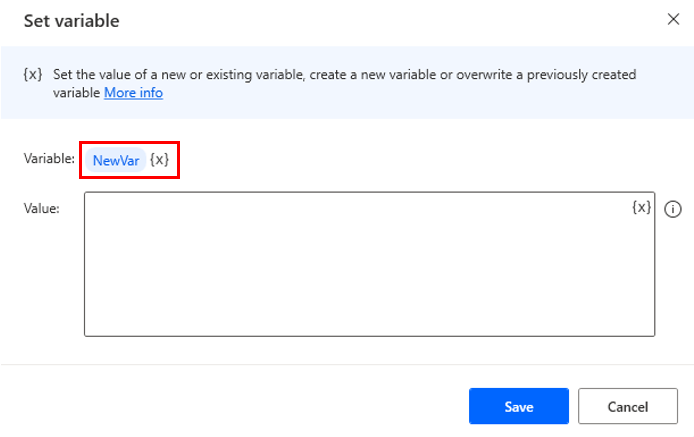 Set variable
{x} Set the value of a new or existing variable, create a new variable or overwrite a previously created
variable More info
Variable: NewVar {x}
Value: {x}
Save Cancel